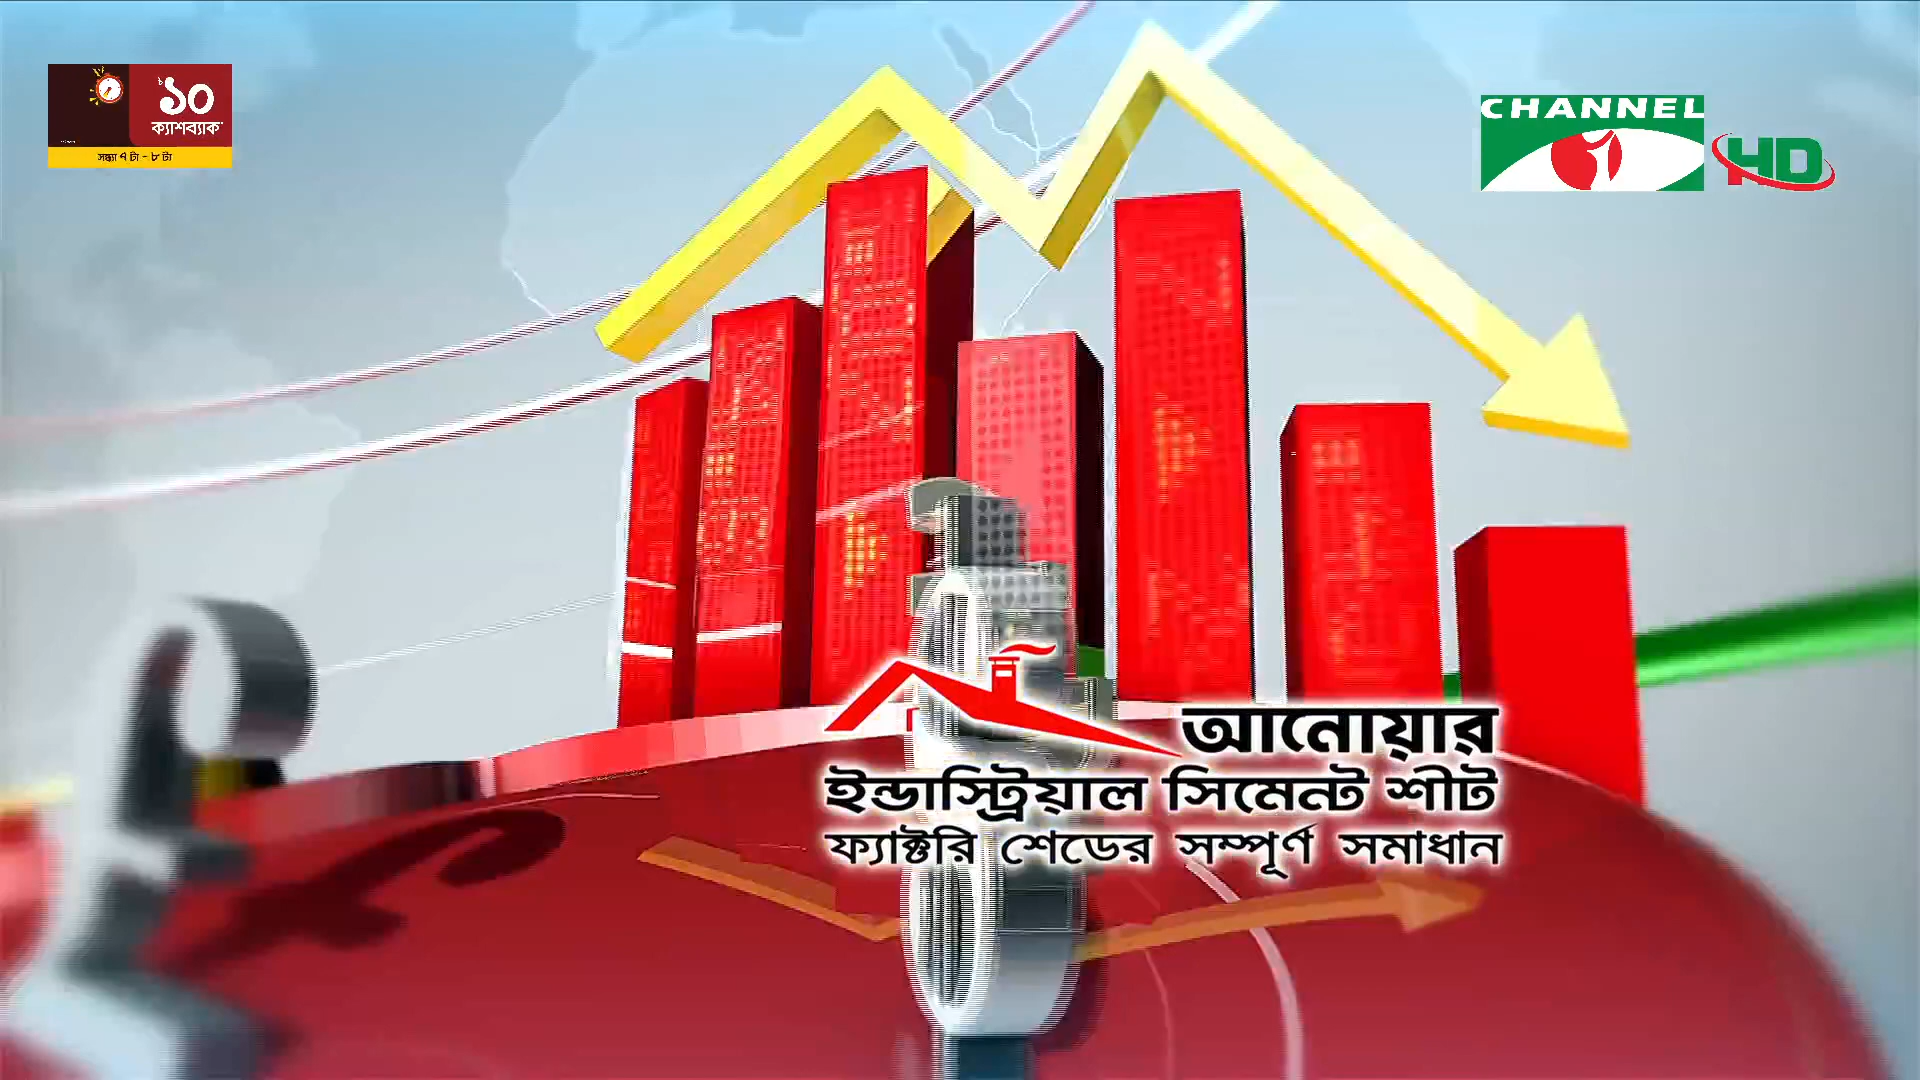 ৳১০
ক্যাশব্যাক
সন্ধ্যা ৭ টা - ৮ টা
CHANNEL
HD
আনোয়ার
ইন্ডাস্ট্রিয়াল সিমেন্ট শীট
ফ্যাক্টরি শেডের সম্পূর্ণ সমাধান